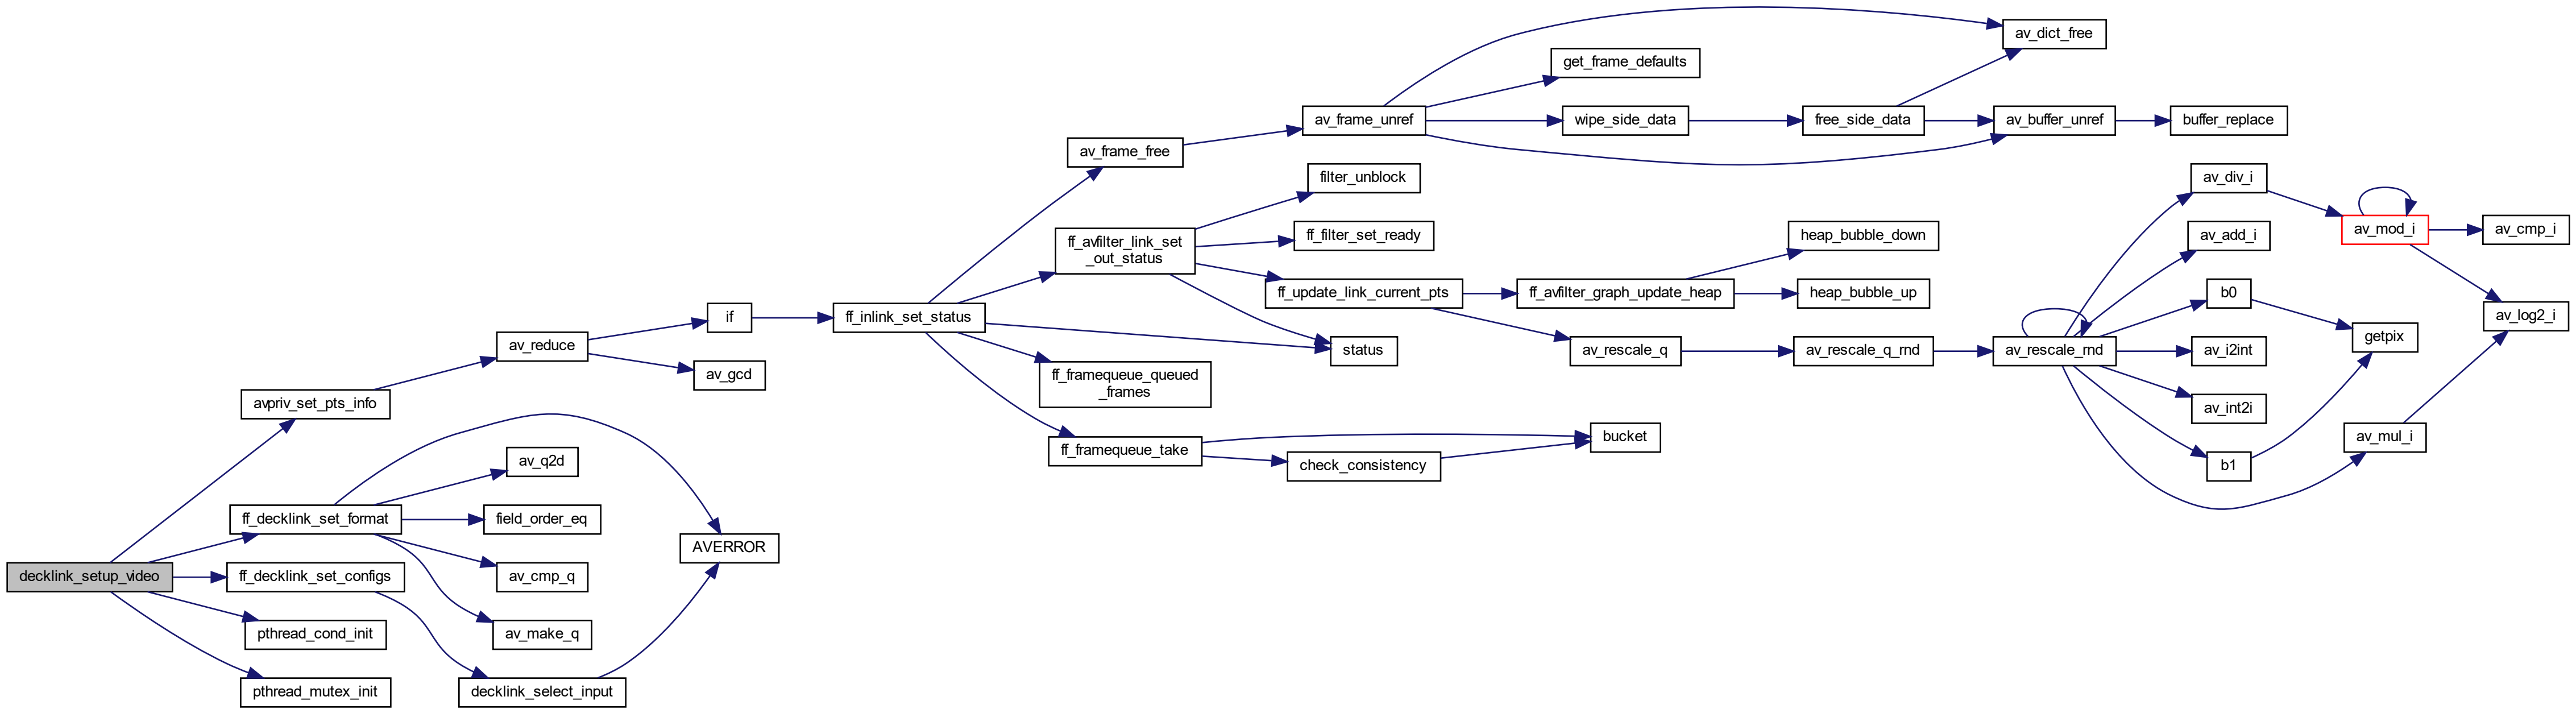 decklink_setup_video
avpriv_set_pts_info
ff_decklink_set_format
ff_decklink_set_configs
pthread_cond_init
pthread_mutex_init
av_reduce
av_q2d
field_order_eq
av_cmp_q
av_make_q
decklink_select_input
AVERROR
if
av_gcd
ff_inlink_set_status
av_frame_free
ff_avfilter_link_set
_out_status
ff_framequeue_queued
_frames
ff_framequeue_take
av_frame_unref
filter_unblock
ff_filter_set_ready
ff_update_link_current_pts
status
check_consistency
get_frame_defaults
wipe_side_data
ff_avfilter_graph_update_heap
av_rescale_q
bucket
free_side_data
heap_bubble_down
heap_bubble_up
av_rescale_q_rnd
av_dict_free
av_buffer_unref
av_rescale_rnd
buffer_replace
av_div_i
av_add_i
b0
av_i2int
av_int2i
b1
av_mod_i
getpix
av_mul_i
av_cmp_i
av_log2_i